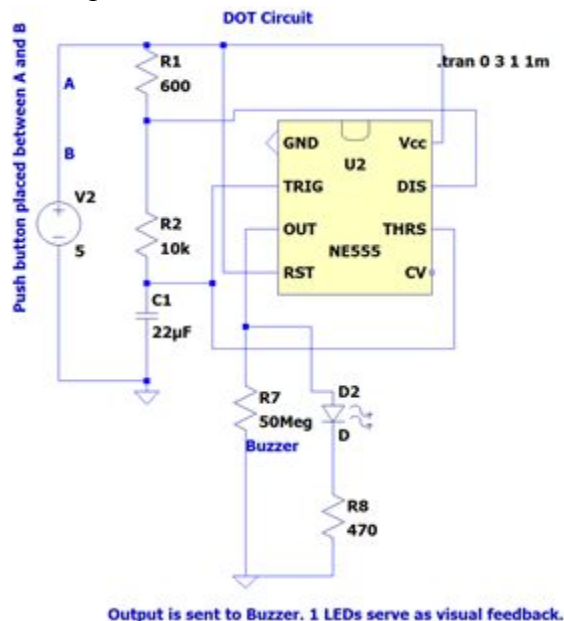 DOT Circuit
Push button placed between A and B
A
B
V2
5
R1
600
R2
10k
C1
22µF
.tran 0 3 1 1m
GND
Vcc
U2
TRIG
DIS
OUT
THRS
NE555
RST
CV
R7
50Meg
Buzzer
D2
D
R8
470
Output is sent to Buzzer. 1 LEDs serve as visual feedback.